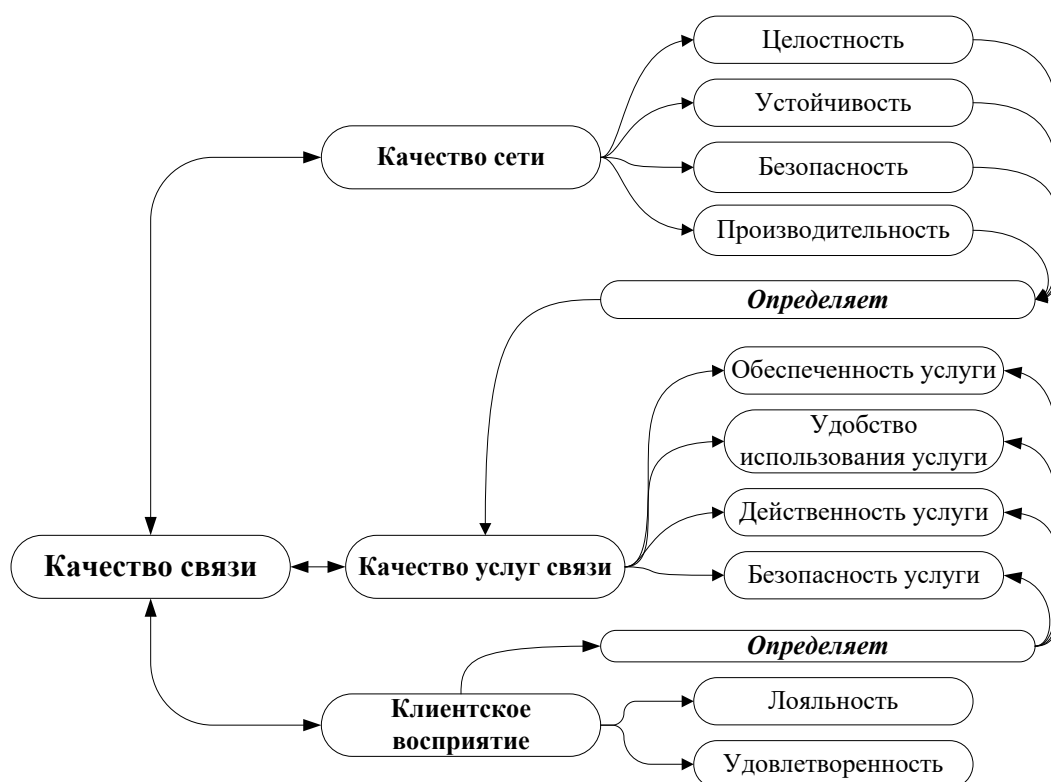 Целостность
Устойчивость
Качество сети
Безопасность
Производительность
Определяет
Обеспеченность услуги
Удобство
использования услуги
Действенность услуги
Качество связи
Качество услуг связи
Безопасность услуги
Определяет
Клиентское
восприятие
Лояльность
Удовлетворенность